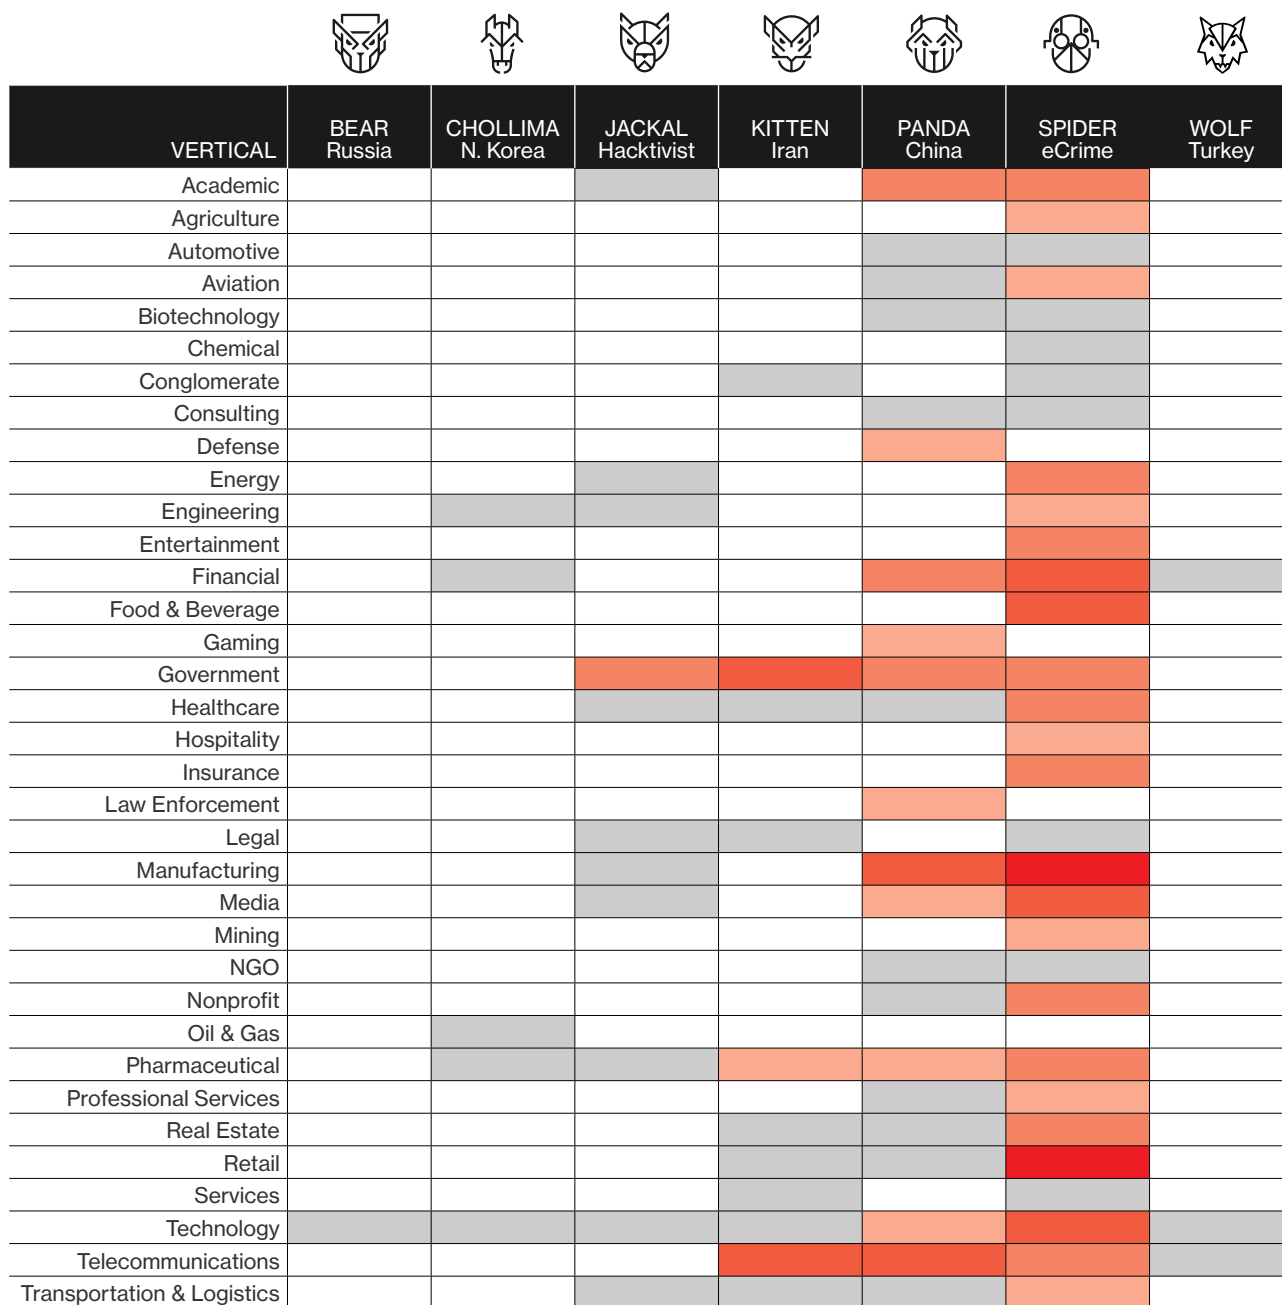 VERTICAL
BEAR
Russia
CHOLLIMA
N. Korea
JACKAL
Hacktivist
KITTEN
Iran
PANDA
China
SPIDER
eCrime
WOLF
Turkey
Academic
Agriculture
Automotive
Aviation
Biotechnology
Chemical
Conglomerate
Consulting
Defense
Energy
Engineering
Entertainment
Financial
Food & Beverage
Gaming
Government
Healthcare
Hospitality
Insurance
Law Enforcement
Legal
Manufacturing
Media
Mining
NGO
Nonprofit
Oil & Gas
Pharmaceutical
Professional Services
Real Estate
Retail
Services
Technology
Telecommunications
Transportation & Logistics